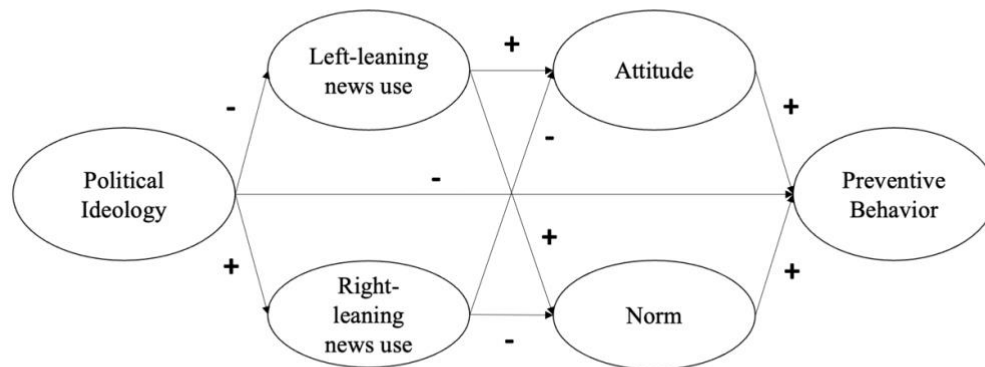 Left-leaning
news use
+
Attitude
-
-
+
Political
Ideology
-
Preventive
Behavior
+
+
+
Right-
leaning
news use
-
Norm